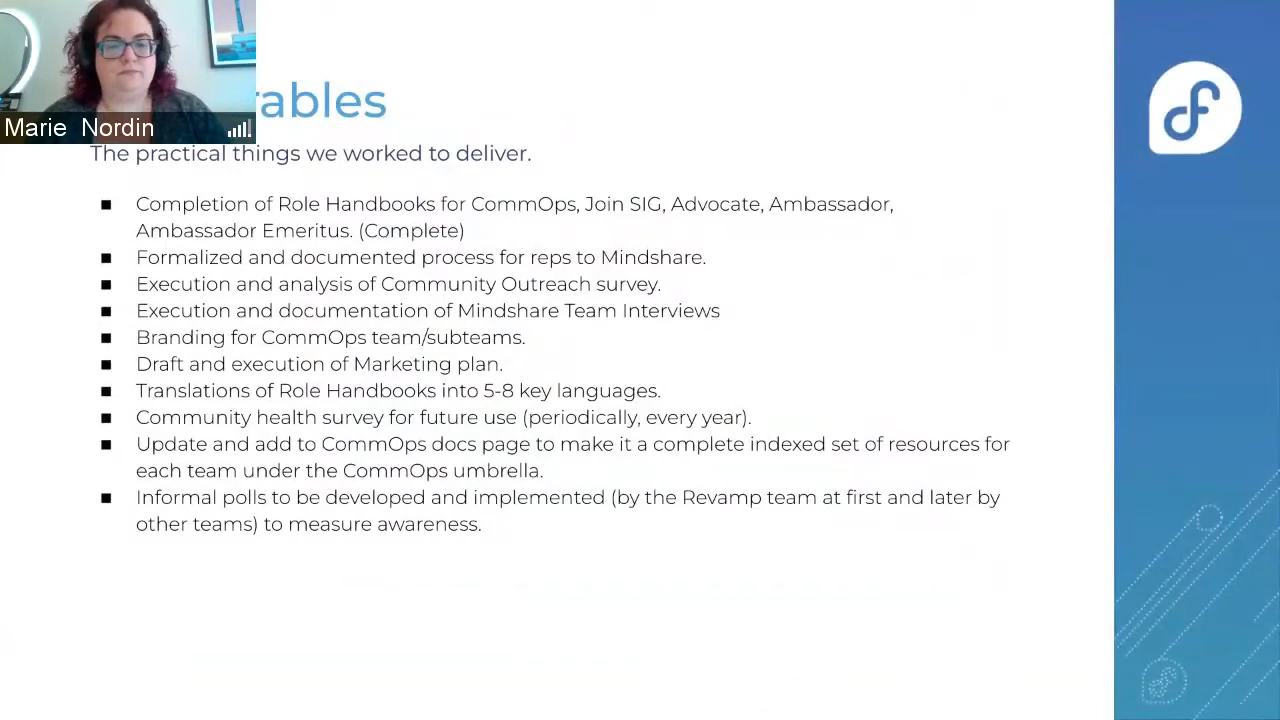 rables
Marie Nordin
The practical things we worked to deliver.
■ Completion of Role Handbooks for CommOps, Join SIG, Advocate, Ambassador,
Ambassador Emeritus. (Complete)
■ Formalized and documented process for reps to Mindshare.
■ Execution and analysis of Community Outreach survey.
■ Execution and documentation of Mindshare Team Interviews
■ Branding for CommOps team/subteams.
■ Draft and execution of Marketing plan.
■ Translations of Role Handbooks into 5-8 key languages.
■ Community health survey for future use (periodically, every year).
■ Update and add to CommOps docs page to make it a complete indexed set of resources for
each team under the CommOps umbrella.
■ Informal polls to be developed and implemented (by the Revamp team at first and later by
other teams) to measure awareness.